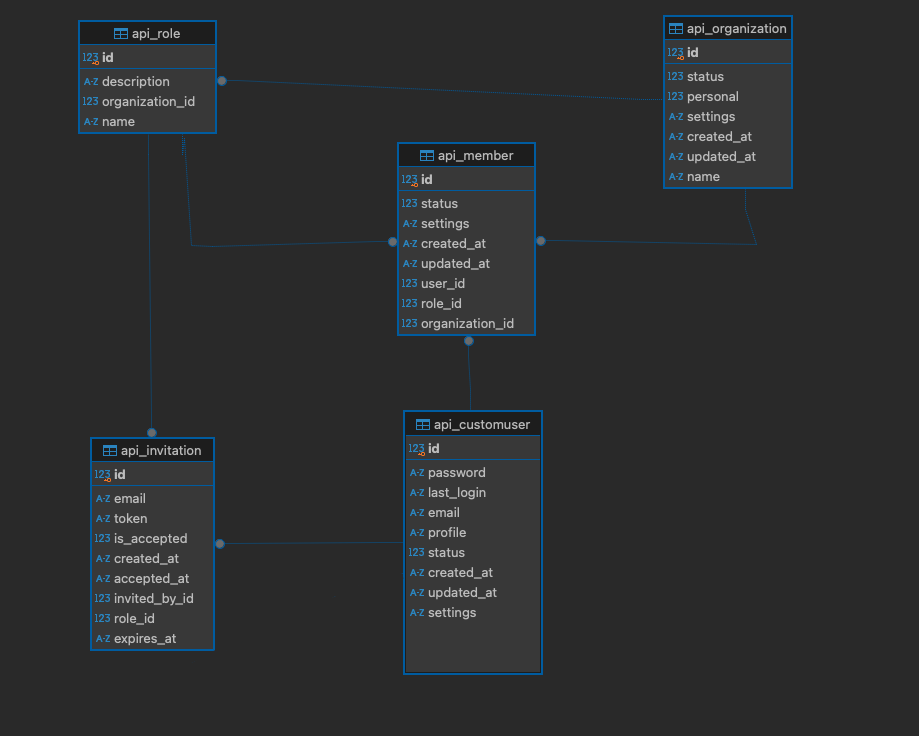 api_role
123 id
A-Z description
123 organization_id
A-Z name
api_organization
123 id
123 status
123 personal
A-Z settings
A-Z created_at
A-Z updated_at
A-Z name
api_member
123 id
123 status
A-Z settings
A-Z created_at
A-Z updated_at
123 user_id
123 role_id
123 organization_id
api_invitation
123 id
A-Z email
A-Z token
123 is_accepted
A-Z created_at
A-Z accepted_at
123 invited_by_id
123 role_id
A-Z expires_at
api_customuser
123 id
A-Z password
A-Z last_login
A-Z email
A-Z profile
123 status
A-Z created_at
A-Z updated_at
A-Z settings